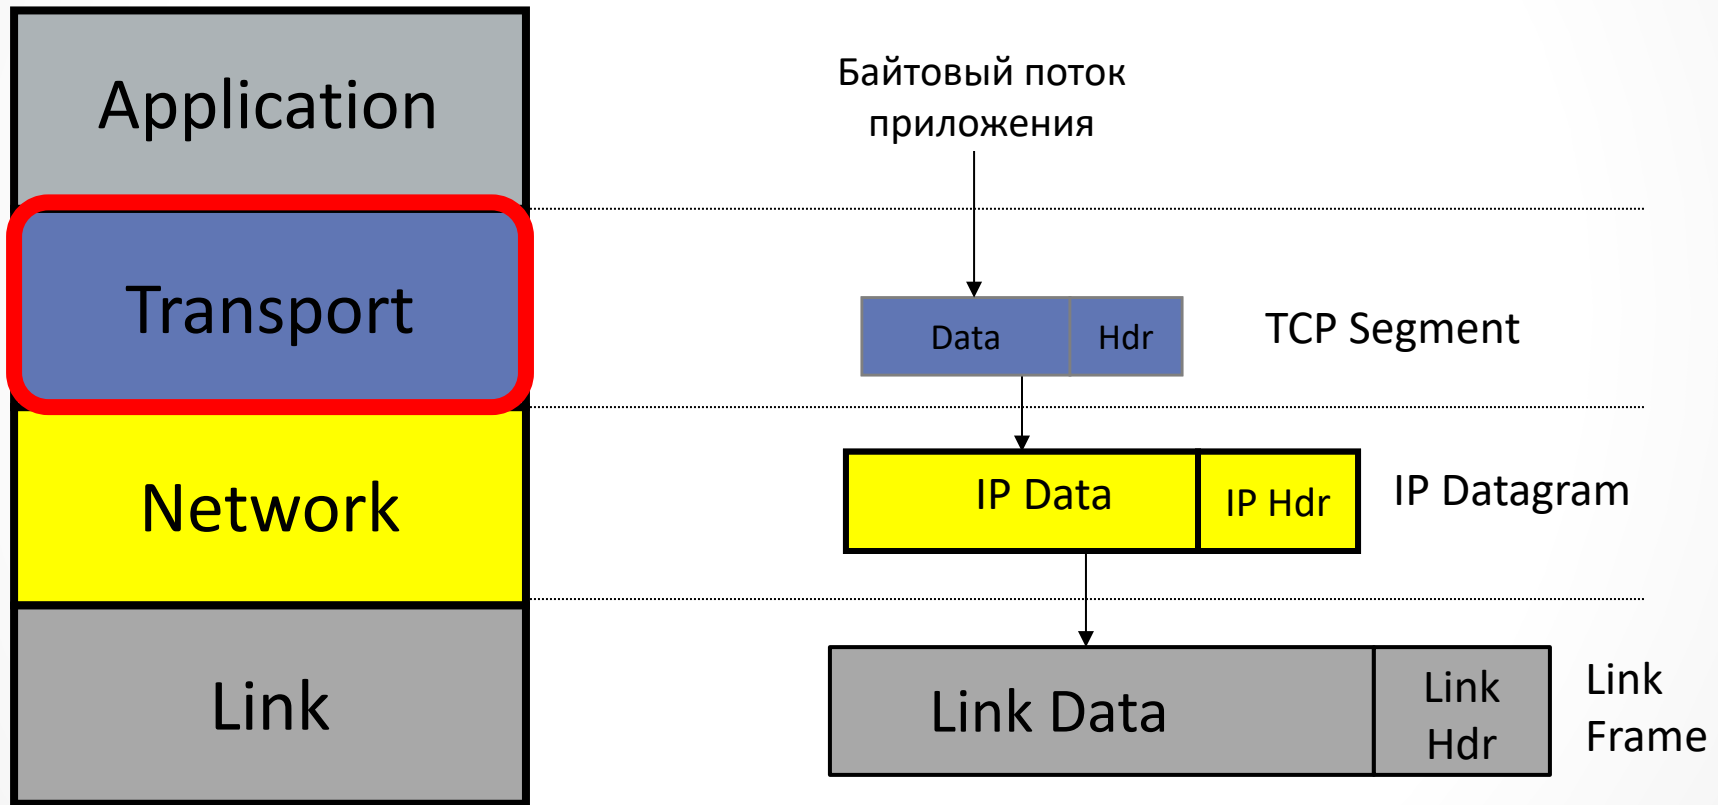 Application
Байтовый поток
приложения
Transport
Data
Hdr
TCP Segment
Network
IP Data
IP Hdr
IP Datagram
Link
Link Data
Link
Hdr
Link
Frame